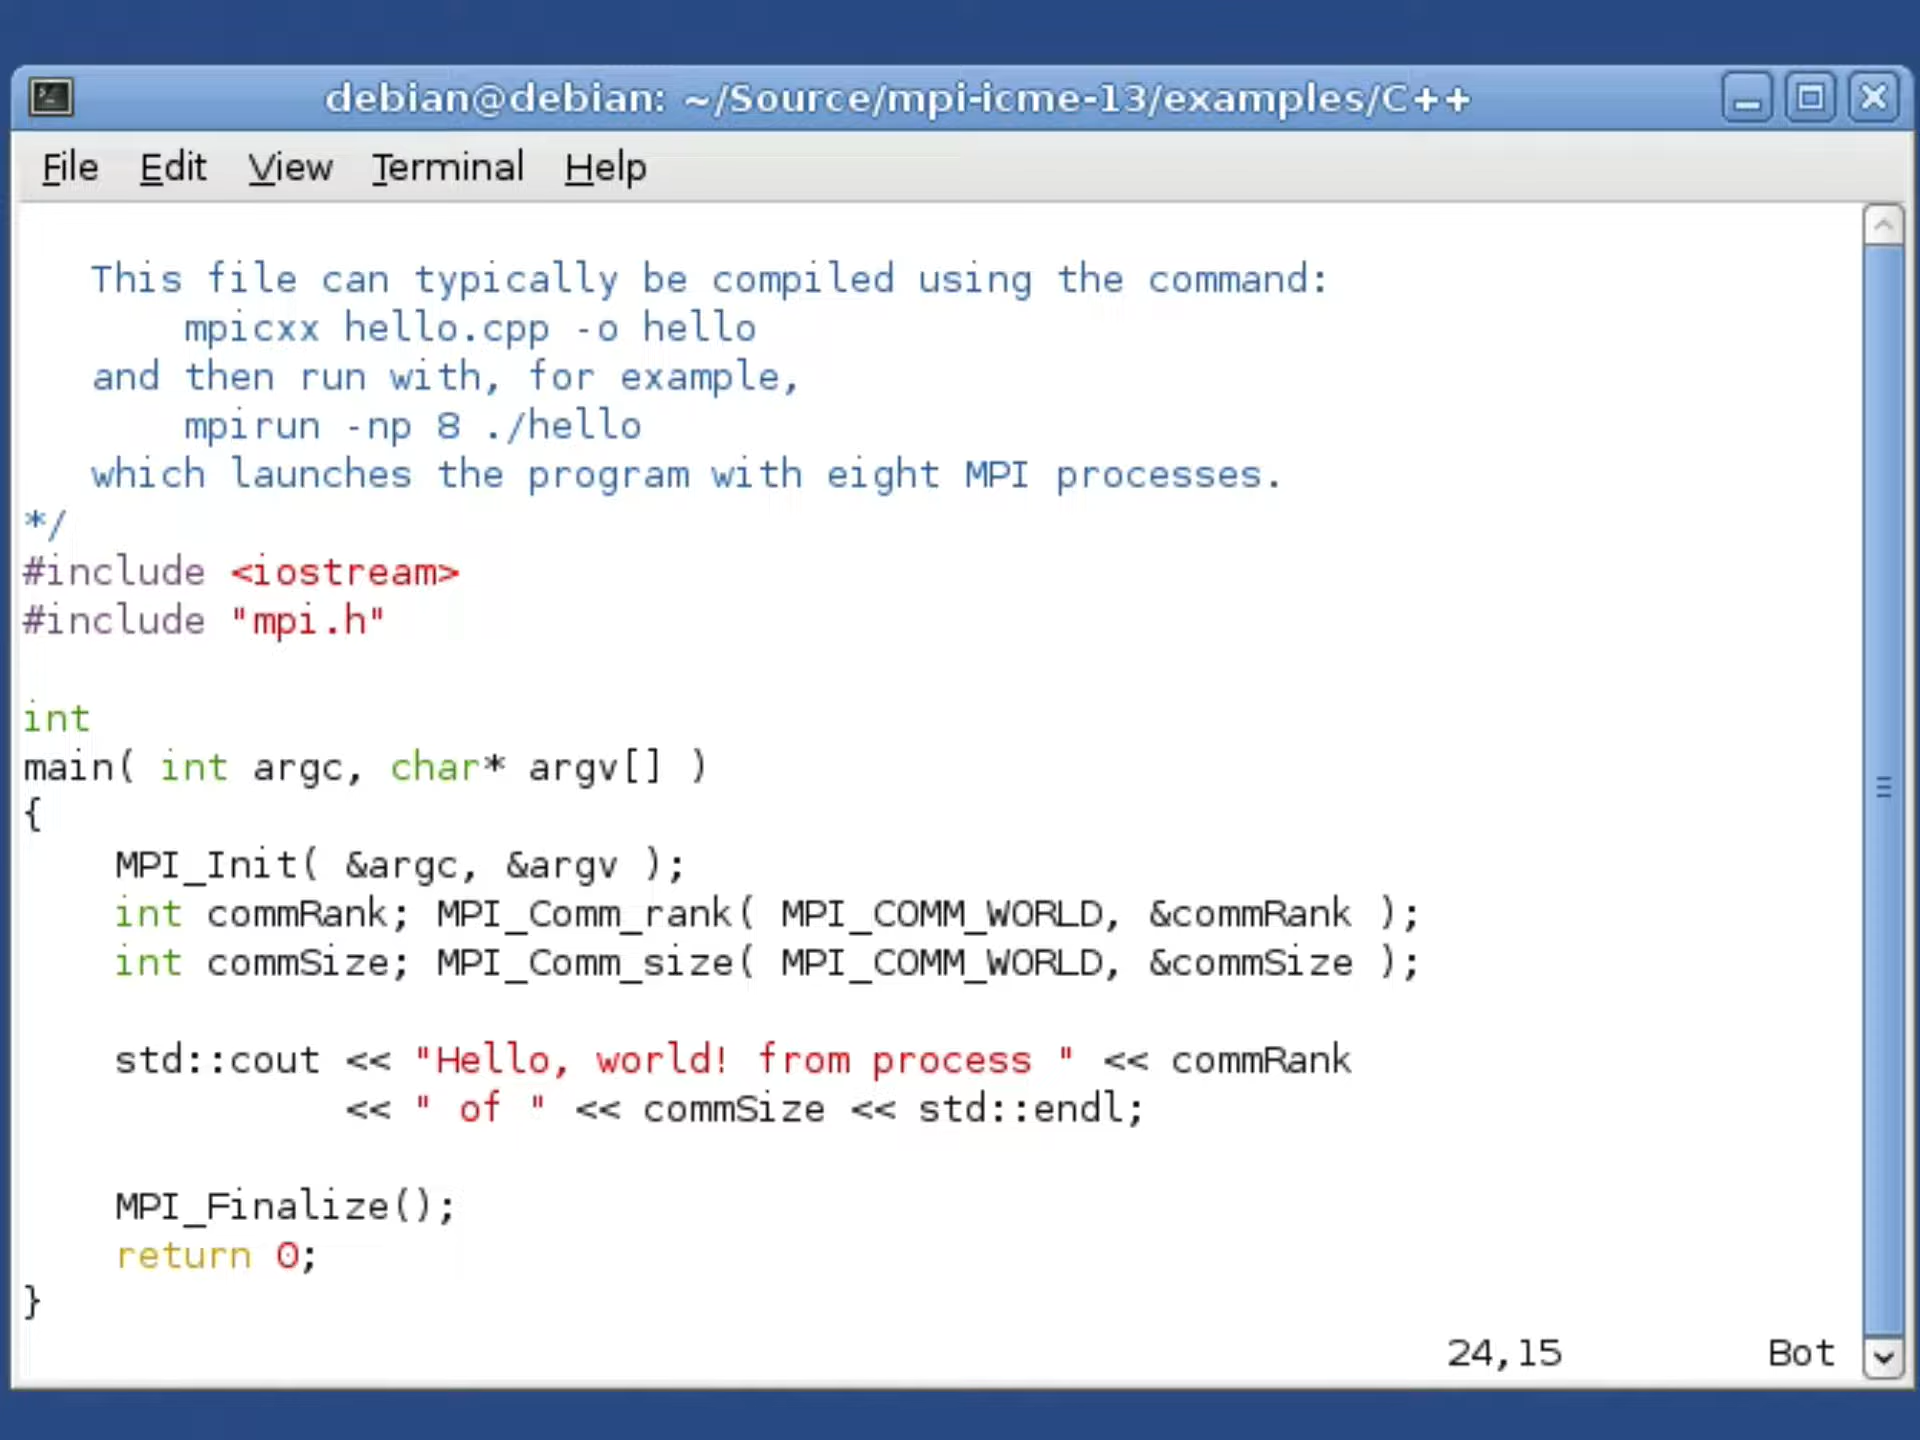 debian@debian: ~/Source/mpi-icme-13/examples/C++
File Edit View Terminal Help
This file can typically be compiled using the command:
mpicxx hello.cpp -o hello
and then run with, for example,
mpirun -np 8 ./hello
which launches the program with eight MPI processes.
*/
#include <iostream>
#include "mpi.h"
int
main( int argc, char* argv[] )
{
MPI_Init( &argc, &argv );
int commRank; MPI_Comm_rank( MPI_COMM_WORLD, &commRank );
int commSize; MPI_Comm_size( MPI_COMM_WORLD, &commSize );
std::cout << "Hello, world! from process " << commRank
<< " of " << commSize << std::endl;
MPI_Finalize();
return 0;
}
24,15 Bot